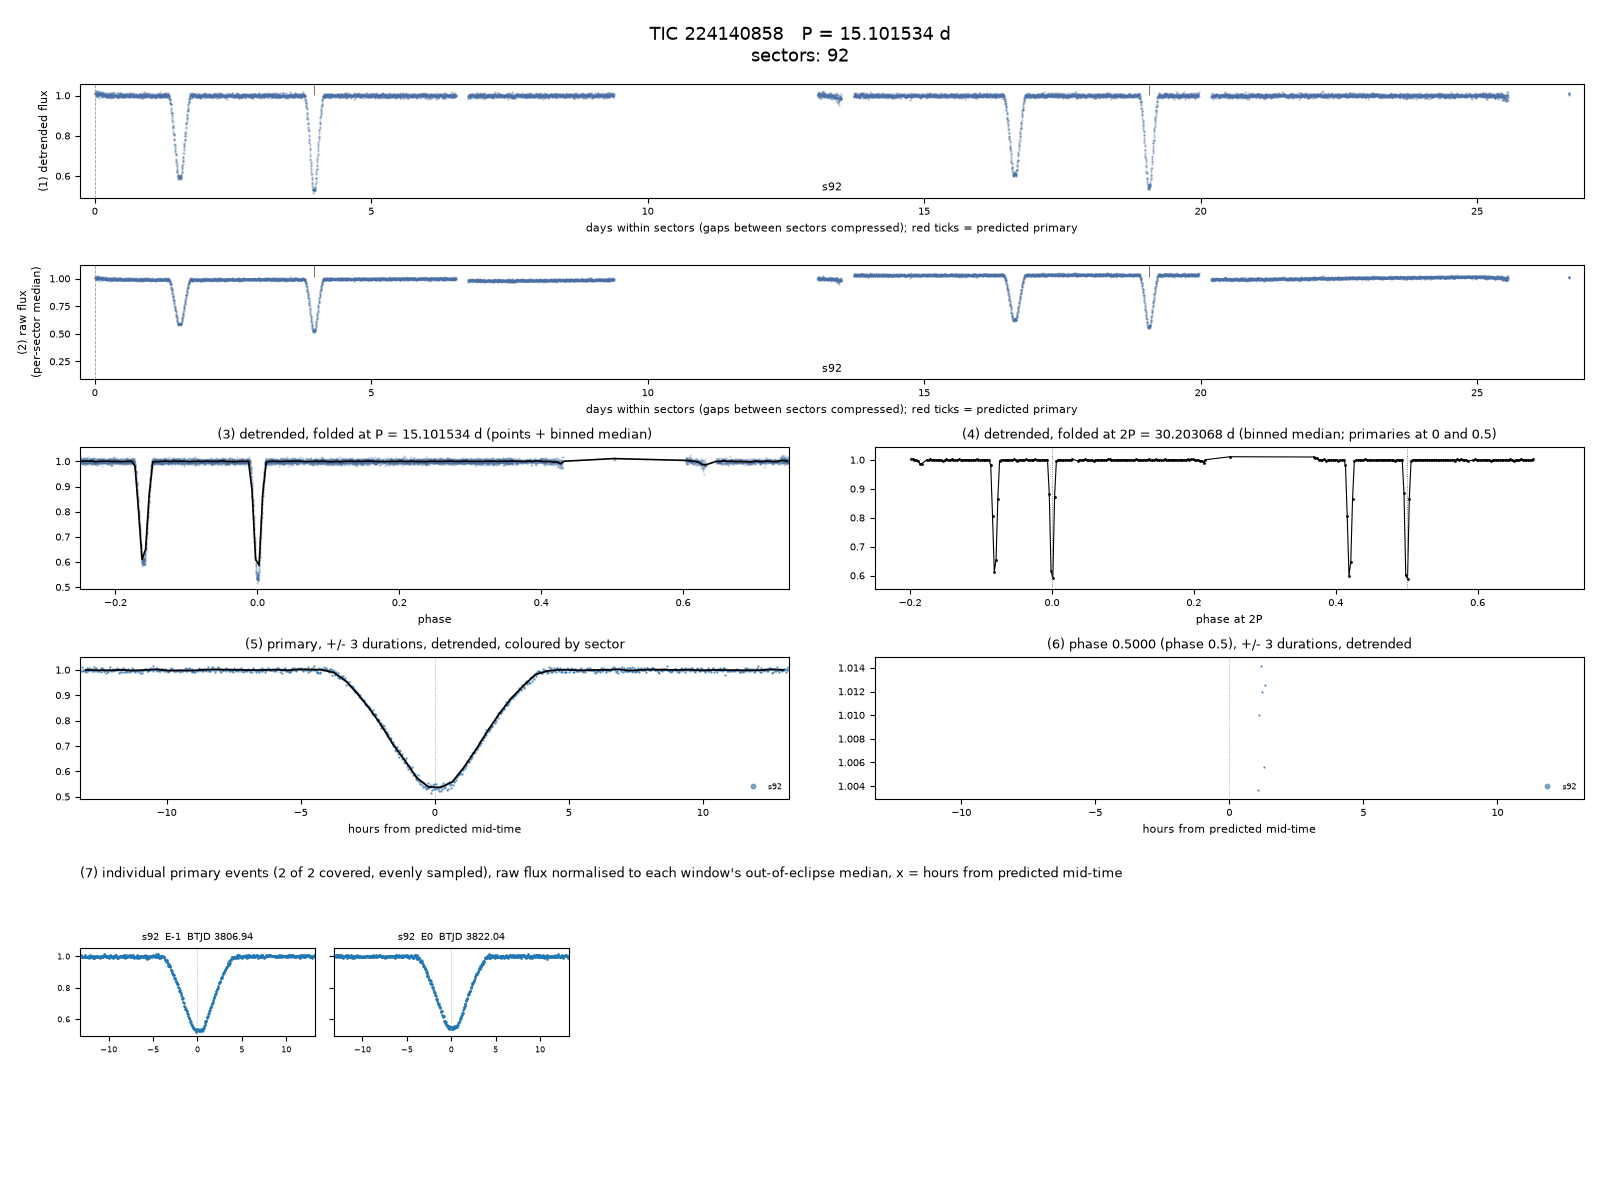 TIC 224140858   P = 15.101534 d
sectors: 92
(1) detrended flux
1.0
0.8
0.6
s92
0 5 10 15 20 25
days within sectors (gaps between sectors compressed); red ticks = predicted primary
(2) raw flux
(per-sector median)
1.00
0.75
0.50
0.25
s92
0 5 10 15 20 25
days within sectors (gaps between sectors compressed); red ticks = predicted primary
(3) detrended, folded at P = 15.101534 d (points + binned median)
1.0
0.9
0.8
0.7
0.6
0.5
−0.2 0.0 0.2 0.4 0.6
phase
(4) detrended, folded at 2P = 30.203068 d (binned median; primaries at 0 and 0.5)
1.0
0.9
0.8
0.7
0.6
−0.2 0.0 0.2 0.4 0.6
phase at 2P
(5) primary, +/- 3 durations, detrended, coloured by sector
1.0
0.9
0.8
0.7
0.6
0.5
s92
−10 −5 0 5 10
hours from predicted mid-time
(6) phase 0.5000 (phase 0.5), +/- 3 durations, detrended
1.014
1.012
1.010
1.008
1.006
1.004
s92
−10 −5 0 5 10
hours from predicted mid-time
(7) individual primary events (2 of 2 covered, evenly sampled), raw flux normalised to each window's out-of-eclipse median, x = hours from predicted mid-time
s92  E-1  BTJD 3806.94
1.0
0.8
0.6
−10 −5 0 5 10
s92  E0  BTJD 3822.04
−10 −5 0 5 10